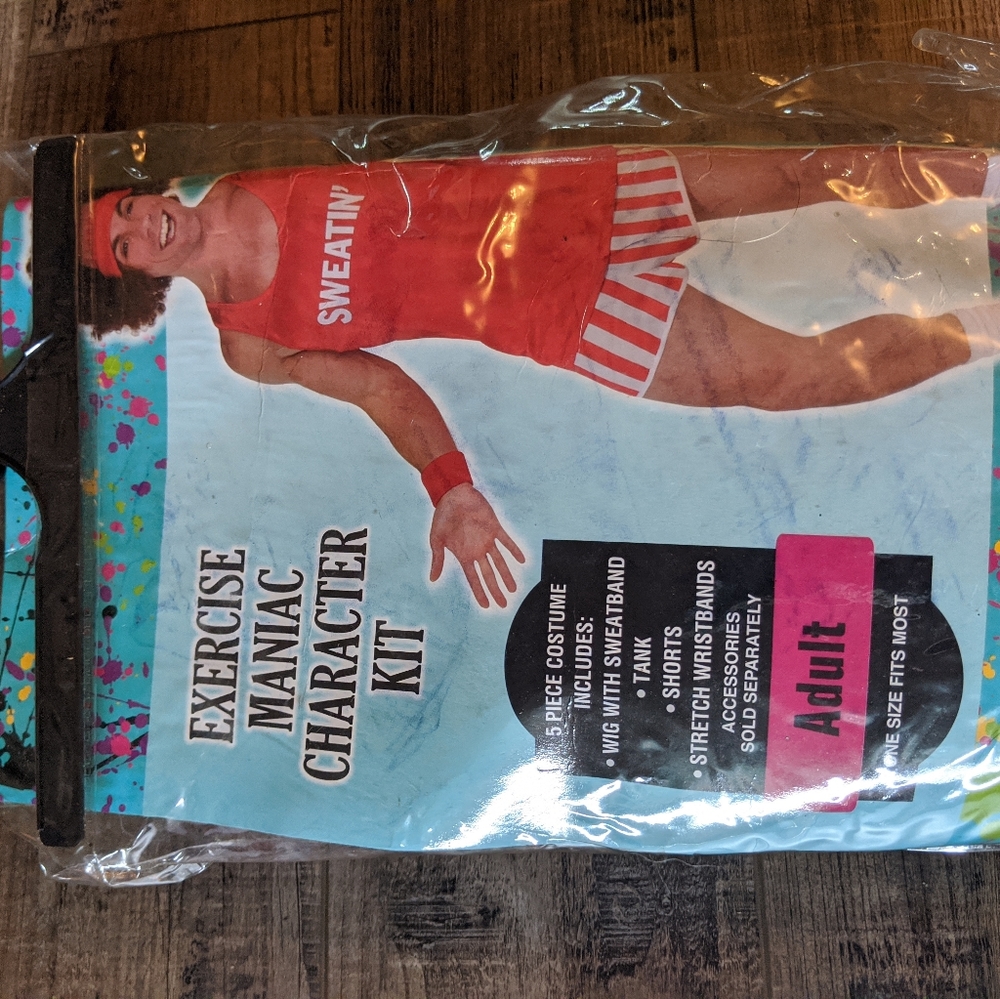 SWEATIN'
EXERCISE
MANIAC
CHARACTER
KIT
5 PIECE COSTUME
INCLUDES:
• WIG WITH SWEATBAND
• TANK
• SHORTS
• STRETCH WRISTBANDS
ACCESSORIES
SOLD SEPARATELY
Adult
ONE SIZE FITS MOST